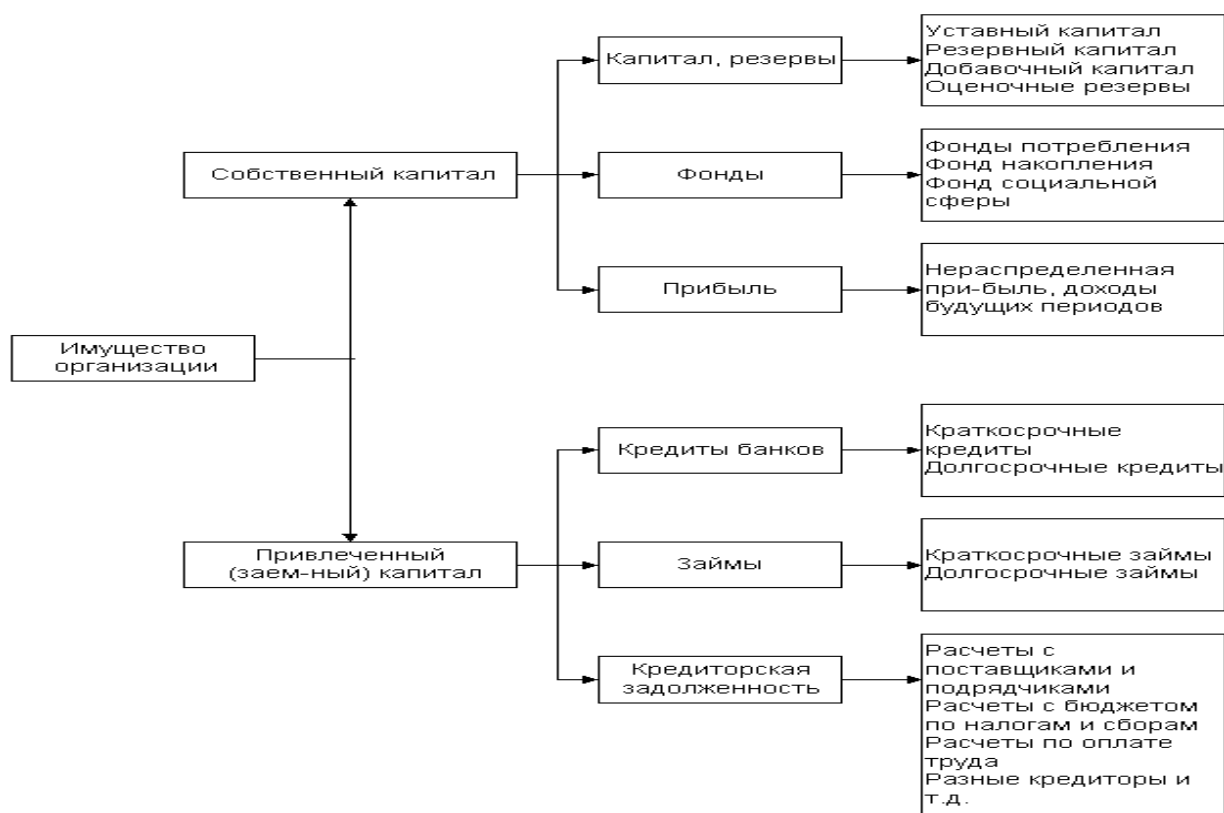 Имущество
организации
Собственный капитал
Капитал, резервы
Уставный капитал
Резервный капитал
Добавочный капитал
Оценочные резервы
Фонды
Фонды потребления
Фонд накопления
Фонд социальной
сферы
Прибыль
Нераспределенная
при-быль, доходы
будущих периодов
Привлеченный
(заем-ный) капитал
Кредиты банков
Краткосрочные
кредиты
Долгосрочные кредиты
Займы
Краткосрочные займы
Долгосрочные займы
Кредиторская
задолженность
Расчеты с
поставщиками и
подрядчиками
Расчеты с бюджетом
по налогам и сборам
Расчеты по оплате
труда
Разные кредиторы и
т.д.